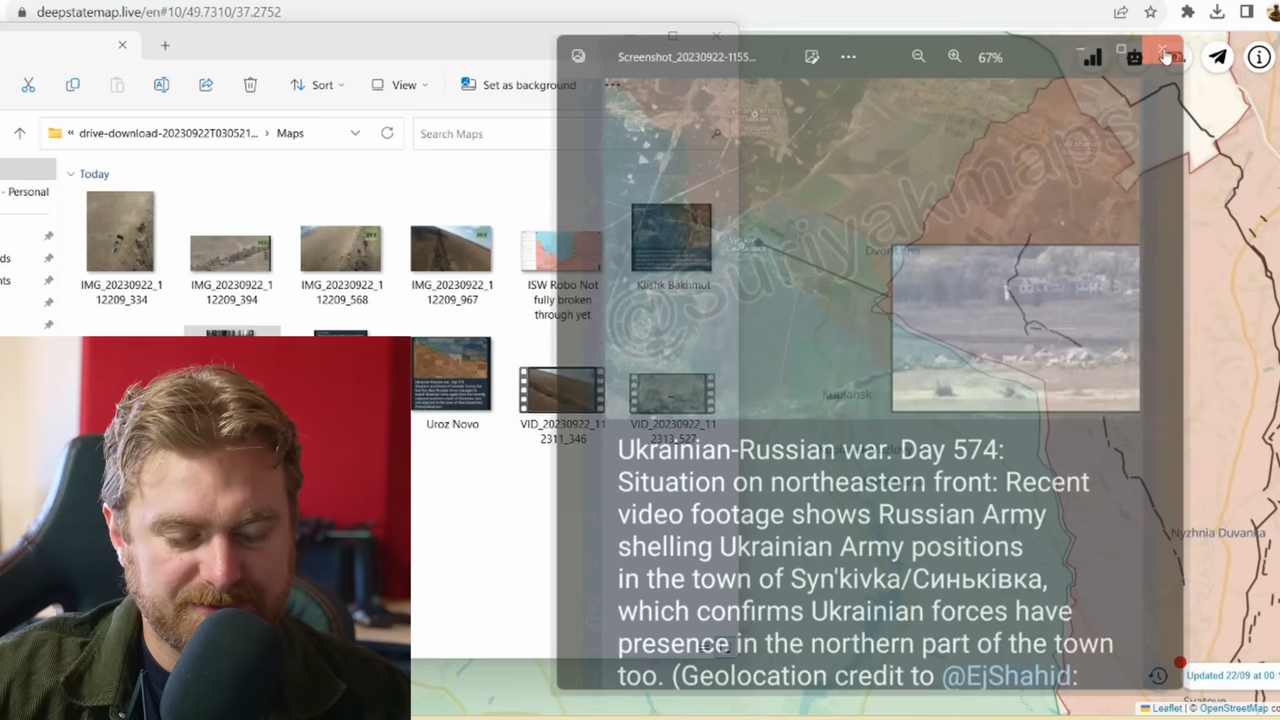 deepstatemap.live/en#10/49.7310/37.2752
Sort
View
Set as background
drive-download-20230922T030521... > Maps
Search Maps
Personal
Today
IMG_20230922_1
12209_334
IMG_20230922_1
12209_394
IMG_20230922_1
12209_568
IMG_20230922_1
12209_967
ISW Robo Not
fully broken
through yet
Klishk Bakhmut
Uroz Novo
VID_20230922_11
2311_346
VID_20230922_11
2313_527
Screenshot_20230922-1155...
67%
@suriyakmaps
Kupiansk
Nyzhnia Duvanka
Ukrainian-Russian war. Day 574:
Situation on northeastern front: Recent
video footage shows Russian Army
shelling Ukrainian Army positions
in the town of Syn'kivka/Синьківка,
which confirms Ukrainian forces have
presence in the northern part of the town
too. (Geolocation credit to @EjShahid:
Updated 22/09 at 00
Leaflet | © OpenStreetMap co